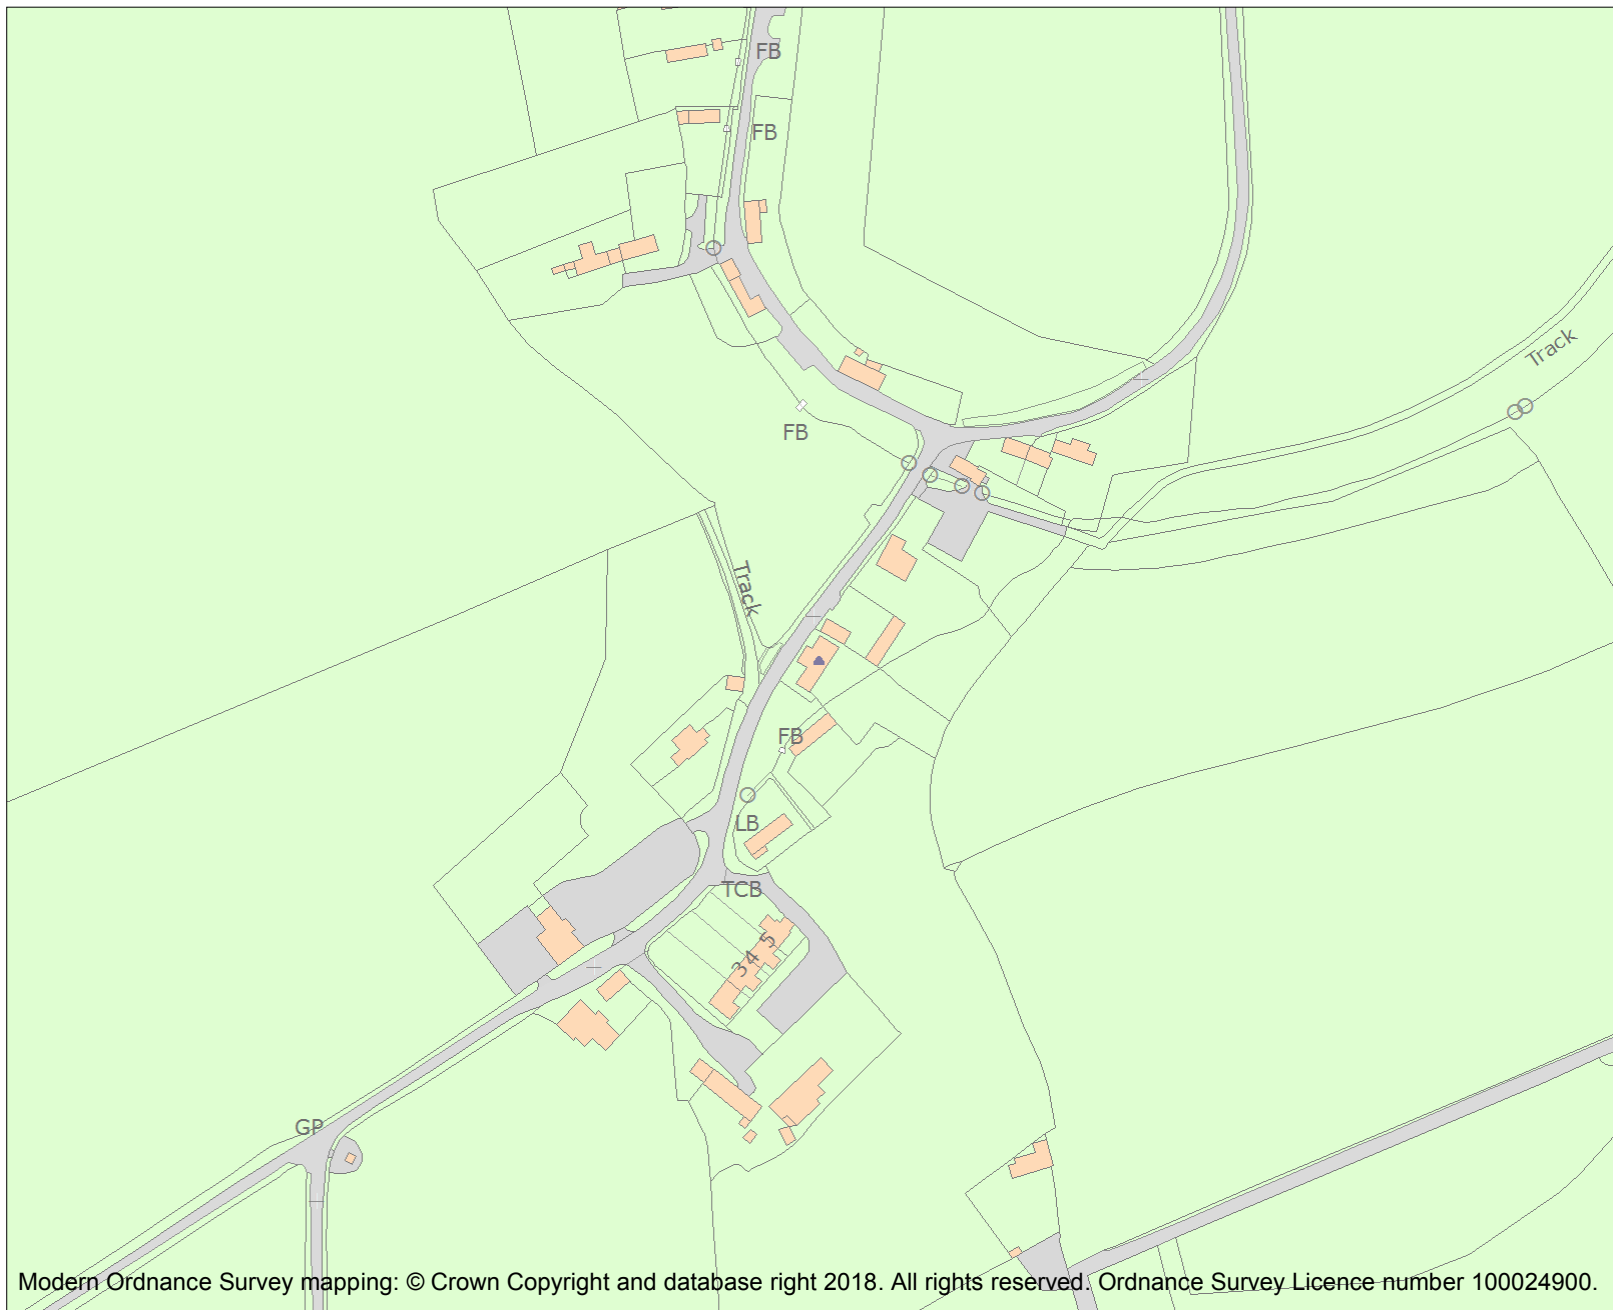 FB
FB
Track
FB
Track
FB
LB
TCB
3 4 5
GP
Modern Ordnance Survey mapping: © Crown Copyright and database right 2018. All rights reserved. Ordnance Survey Licence number 100024900.